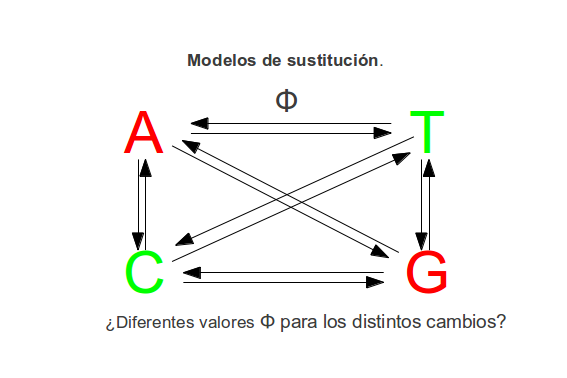 Modelos de sustitución.
Φ
A T
C G
¿Diferentes valores Φ para los distintos cambios?